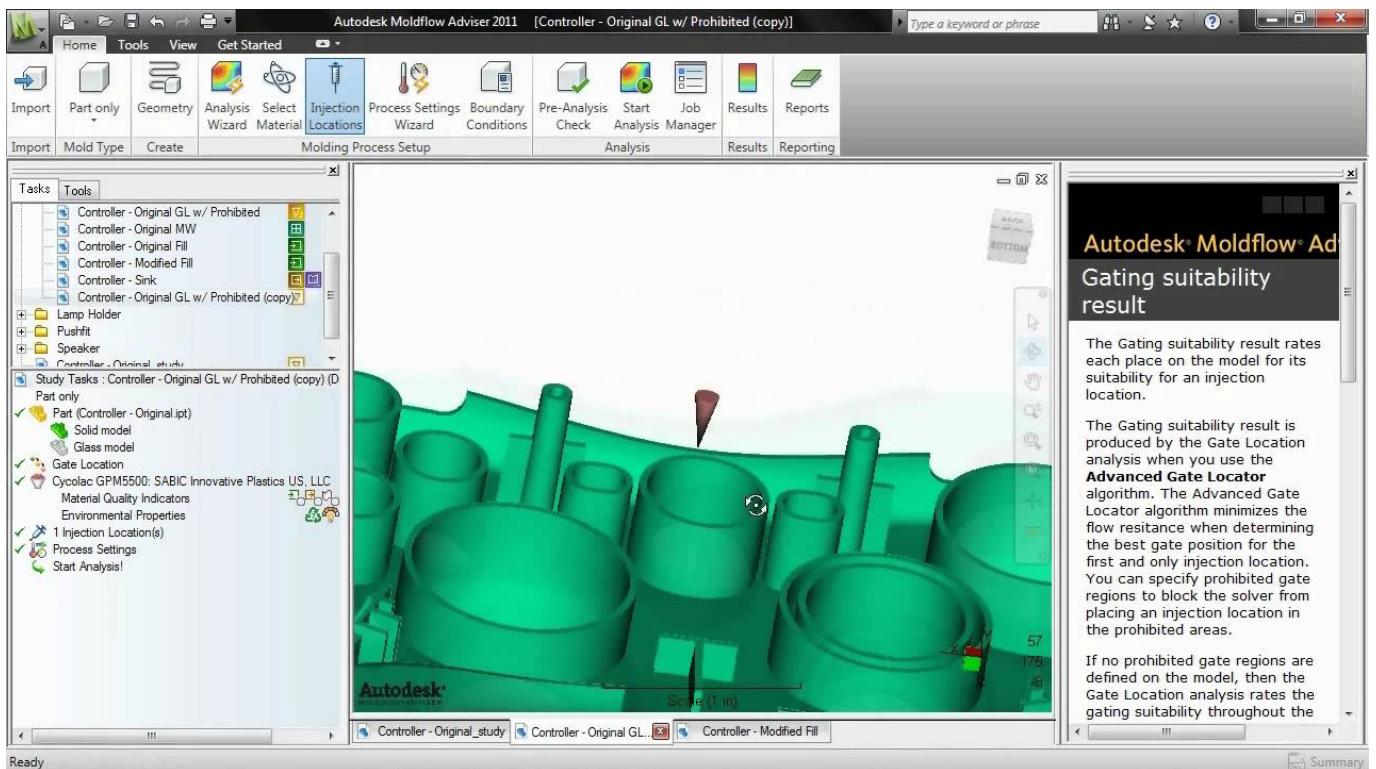 Autodesk Moldflow Adviser 2011 [Controller - Original GL w/ Prohibited (copy)]
Type a keyword or phrase
Home Tools View Get Started
Import
Part only
Geometry
Analysis Wizard
Select Material
Injection Locations
Process Settings Wizard
Boundary Conditions
Pre-Analysis Check
Start Analysis
Job Manager
Results
Reports
Import Mold Type Create Molding Process Setup Analysis Results Reporting
Tasks Tools
Controller - Original GL w/ Prohibited
Controller - Original MW
Controller - Original Fill
Controller - Modified Fill
Controller - Sink
Controller - Original GL w/ Prohibited (copy)
Lamp Holder
Pushfit
Speaker
Controller - Original_study
Study Tasks : Controller - Original GL w/ Prohibited (copy) (D
Part only
Part (Controller - Original.ipt)
Solid model
Glass model
Gate Location
Cycolac GPM5500: SABIC Innovative Plastics US, LLC
Material Quality Indicators
Environmental Properties
1 Injection Location(s)
Process Settings
Start Analysis!
BACK
BOTTOM
57
-175
-8
Autodesk
MOLDFLOW ADVISER
Scale (1 in)
Controller - Original_study
Controller - Original GL...
Controller - Modified Fill
Autodesk Moldflow Ad
Gating suitability
result
The Gating suitability result rates
each place on the model for its
suitability for an injection
location.
The Gating suitability result is
produced by the Gate Location
analysis when you use the
Advanced Gate Locator
algorithm. The Advanced Gate
Locator algorithm minimizes the
flow resitance when determining
the best gate position for the
first and only injection location.
You can specify prohibited gate
regions to block the solver from
placing an injection location in
the prohibited areas.
If no prohibited gate regions are
defined on the model, then the
Gate Location analysis rates the
gating suitability throughout the
Ready
Summary